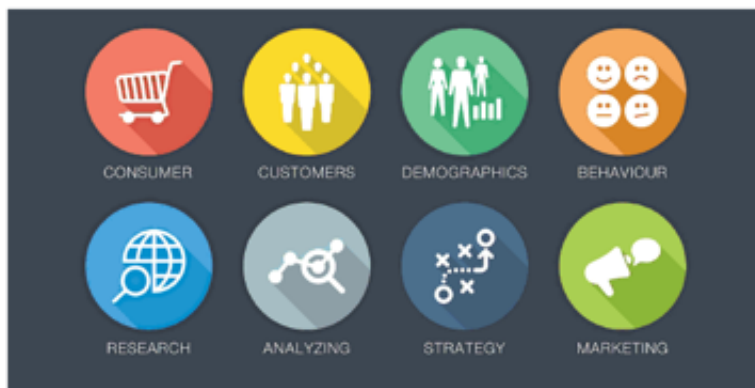 CONSUMER CUSTOMERS DEMOGRAPHICS BEHAVIOUR
RESEARCH ANALYZING STRATEGY MARKETING